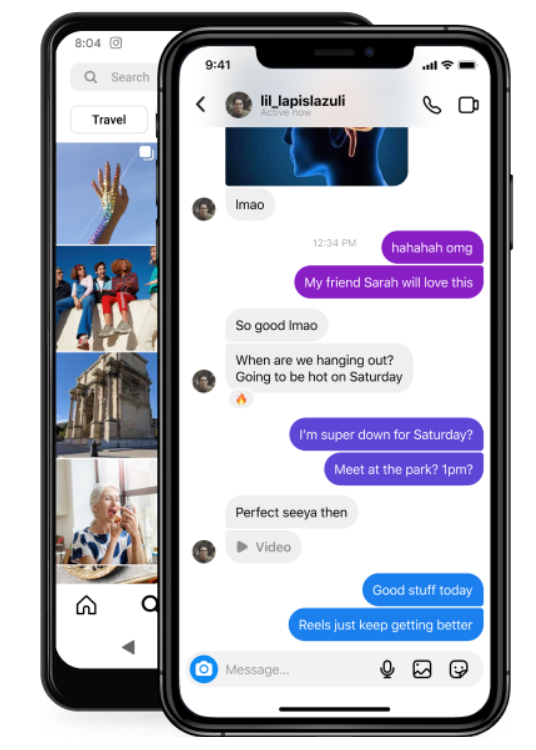 8:04
Search
Travel
9:41
lil_lapislazuli
Active now
lmao
12:34 PM
hahahah omg
My friend Sarah will love this
So good lmao
When are we hanging out?
Going to be hot on Saturday
I'm super down for Saturday?
Meet at the park? 1pm?
Perfect seeya then
Video
Good stuff today
Reels just keep getting better
Message...